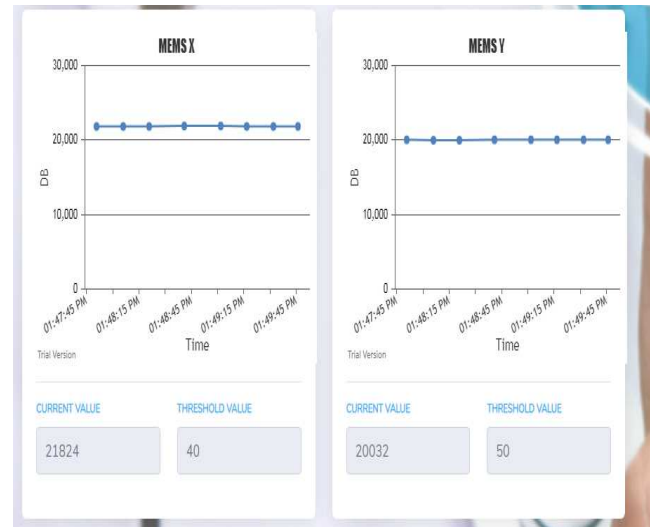 MEMS X
30,000
20,000
10,000
0
DB
01:47:45 PM
01:48:15 PM
01:48:45 PM
01:49:15 PM
01:49:45 PM
Time
Trial Version
CURRENT VALUE
THRESHOLD VALUE
21824
40
MEMS Y
30,000
20,000
10,000
0
DB
01:47:45 PM
01:48:15 PM
01:48:45 PM
01:49:15 PM
01:49:45 PM
Time
Trial Version
CURRENT VALUE
THRESHOLD VALUE
20032
50